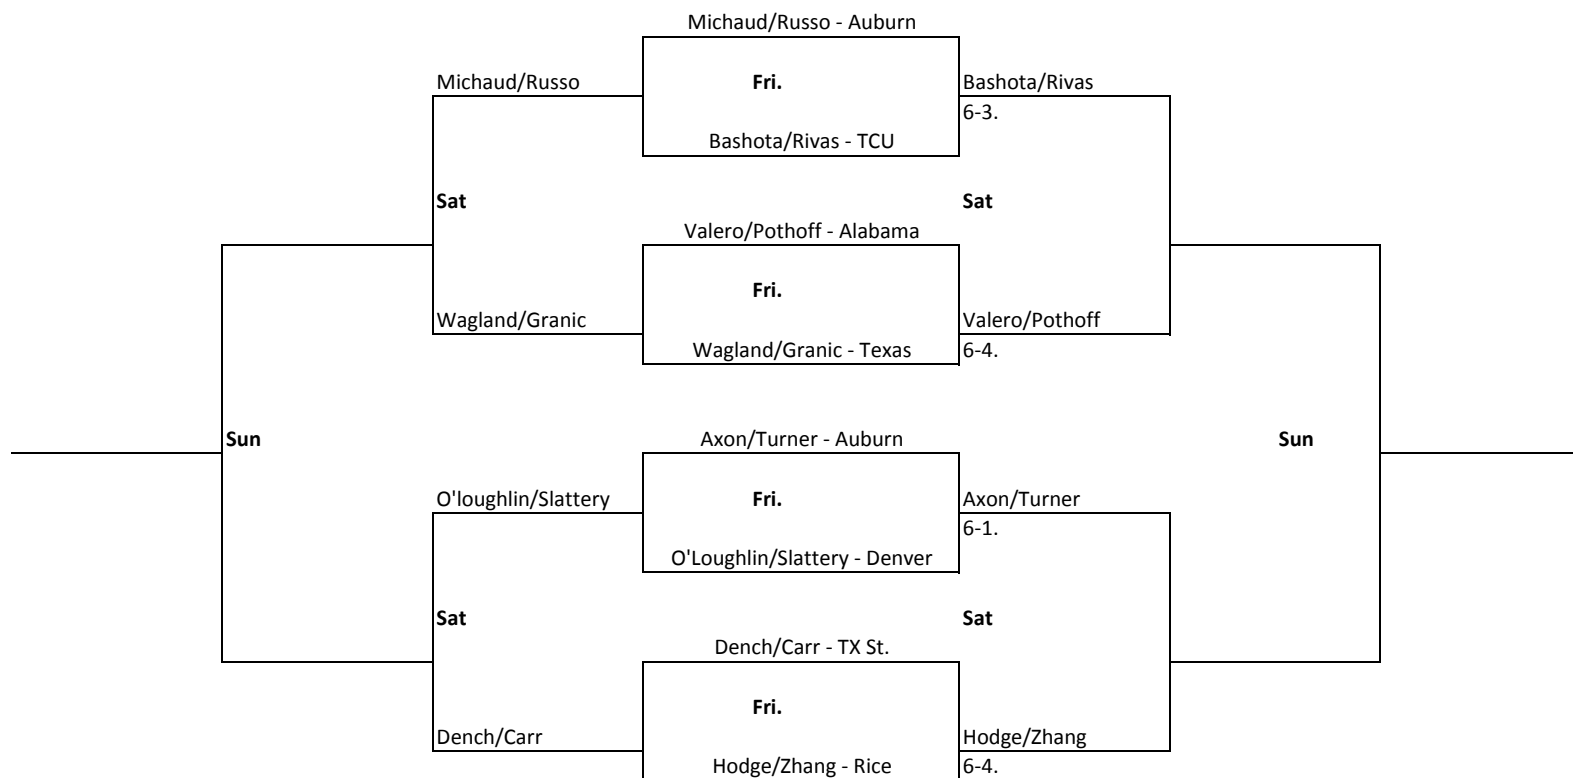 Michaud/Russo - Auburn
Michaud/Russo
Fri.
Bashota/Rivas
6-3.
Bashota/Rivas - TCU
Sat
Sat
Valero/Pothoff - Alabama
Fri.
Wagland/Granic
Valero/Pothoff
Wagland/Granic - Texas
6-4.
Sun
Axon/Turner - Auburn
Sun
O'loughlin/Slattery
Fri.
Axon/Turner
6-1.
O'Loughlin/Slattery - Denver
Sat
Sat
Dench/Carr - TX St.
Fri.
Dench/Carr
Hodge/Zhang
Hodge/Zhang - Rice
6-4.